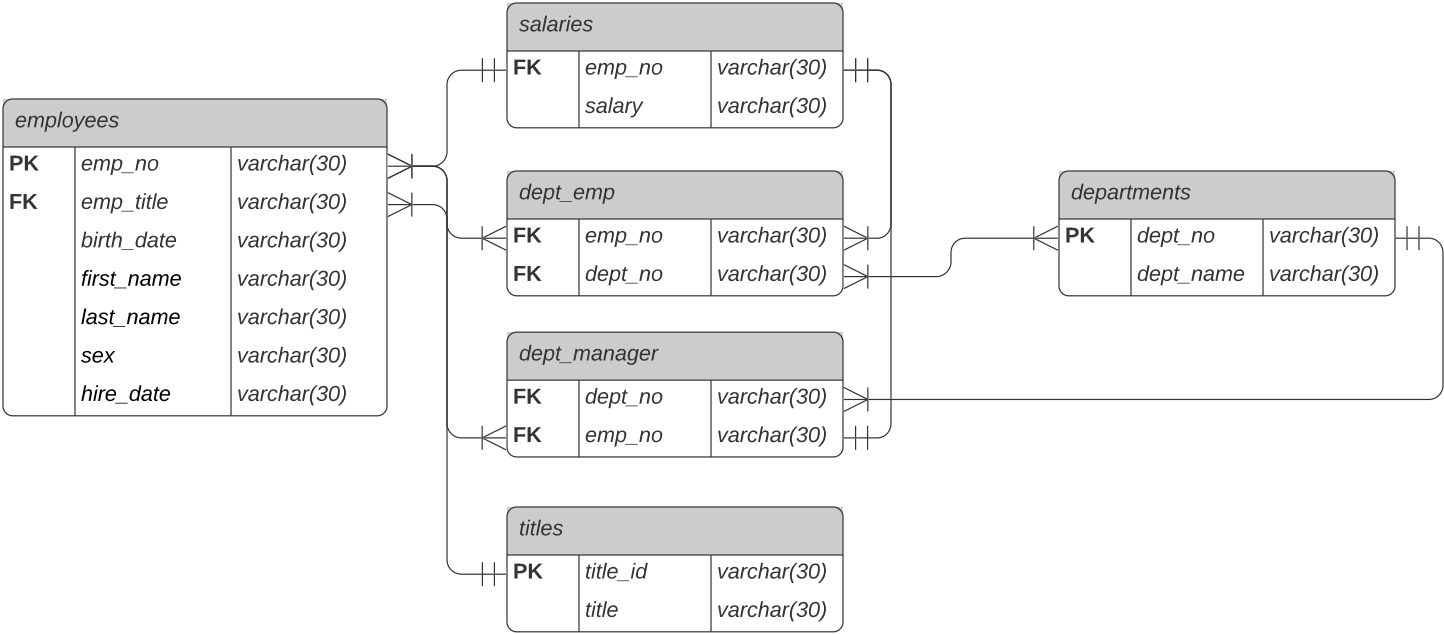 salaries
FK emp_no varchar(30)
salary varchar(30)
employees
PK emp_no varchar(30)
FK emp_title varchar(30)
birth_date varchar(30)
first_name varchar(30)
last_name varchar(30)
sex varchar(30)
hire_date varchar(30)
dept_emp
FK emp_no varchar(30)
FK dept_no varchar(30)
departments
PK dept_no varchar(30)
dept_name varchar(30)
dept_manager
FK dept_no varchar(30)
FK emp_no varchar(30)
titles
PK title_id varchar(30)
title varchar(30)